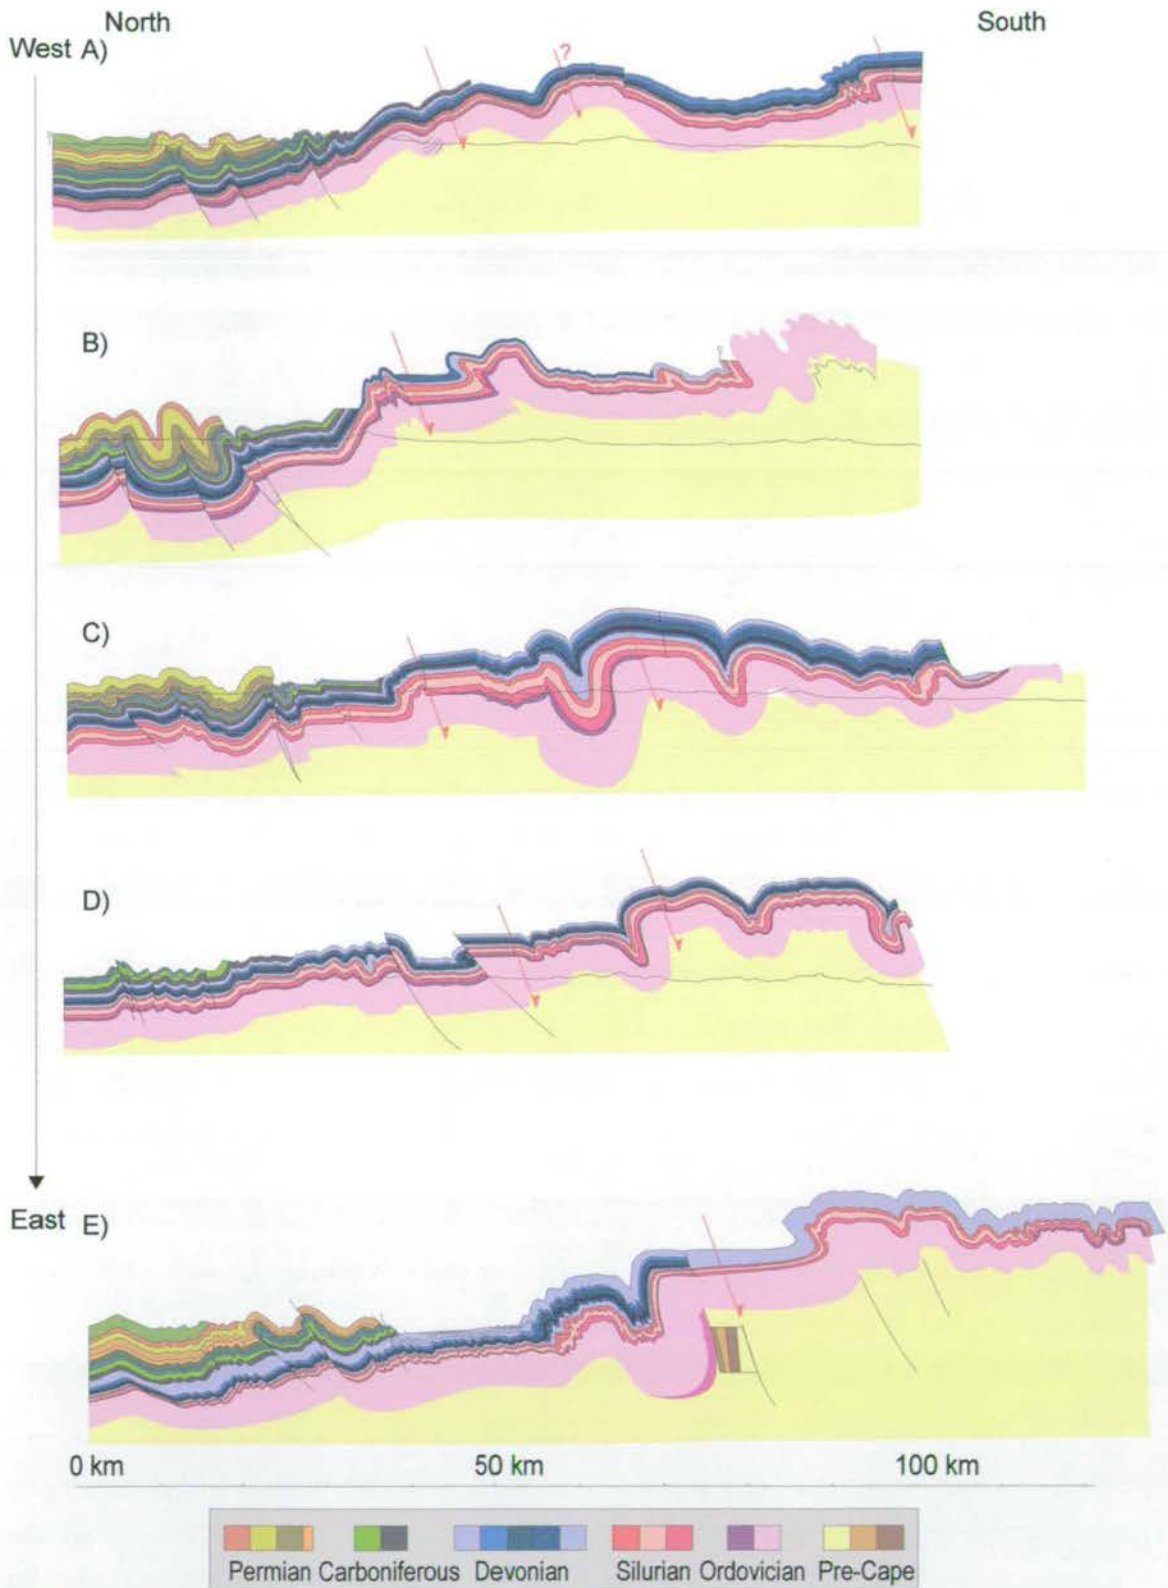 North South
West A)
?
B)
C)
D)
East E)
0 km 50 km 100 km
Permian Carboniferous Devonian Silurian Ordovician Pre-Cape